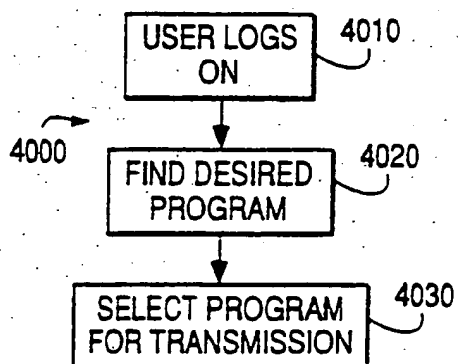 USER LOGS
ON
4010
4000
FIND DESIRED
PROGRAM
4020
SELECT PROGRAM
FOR TRANSMISSION
4030